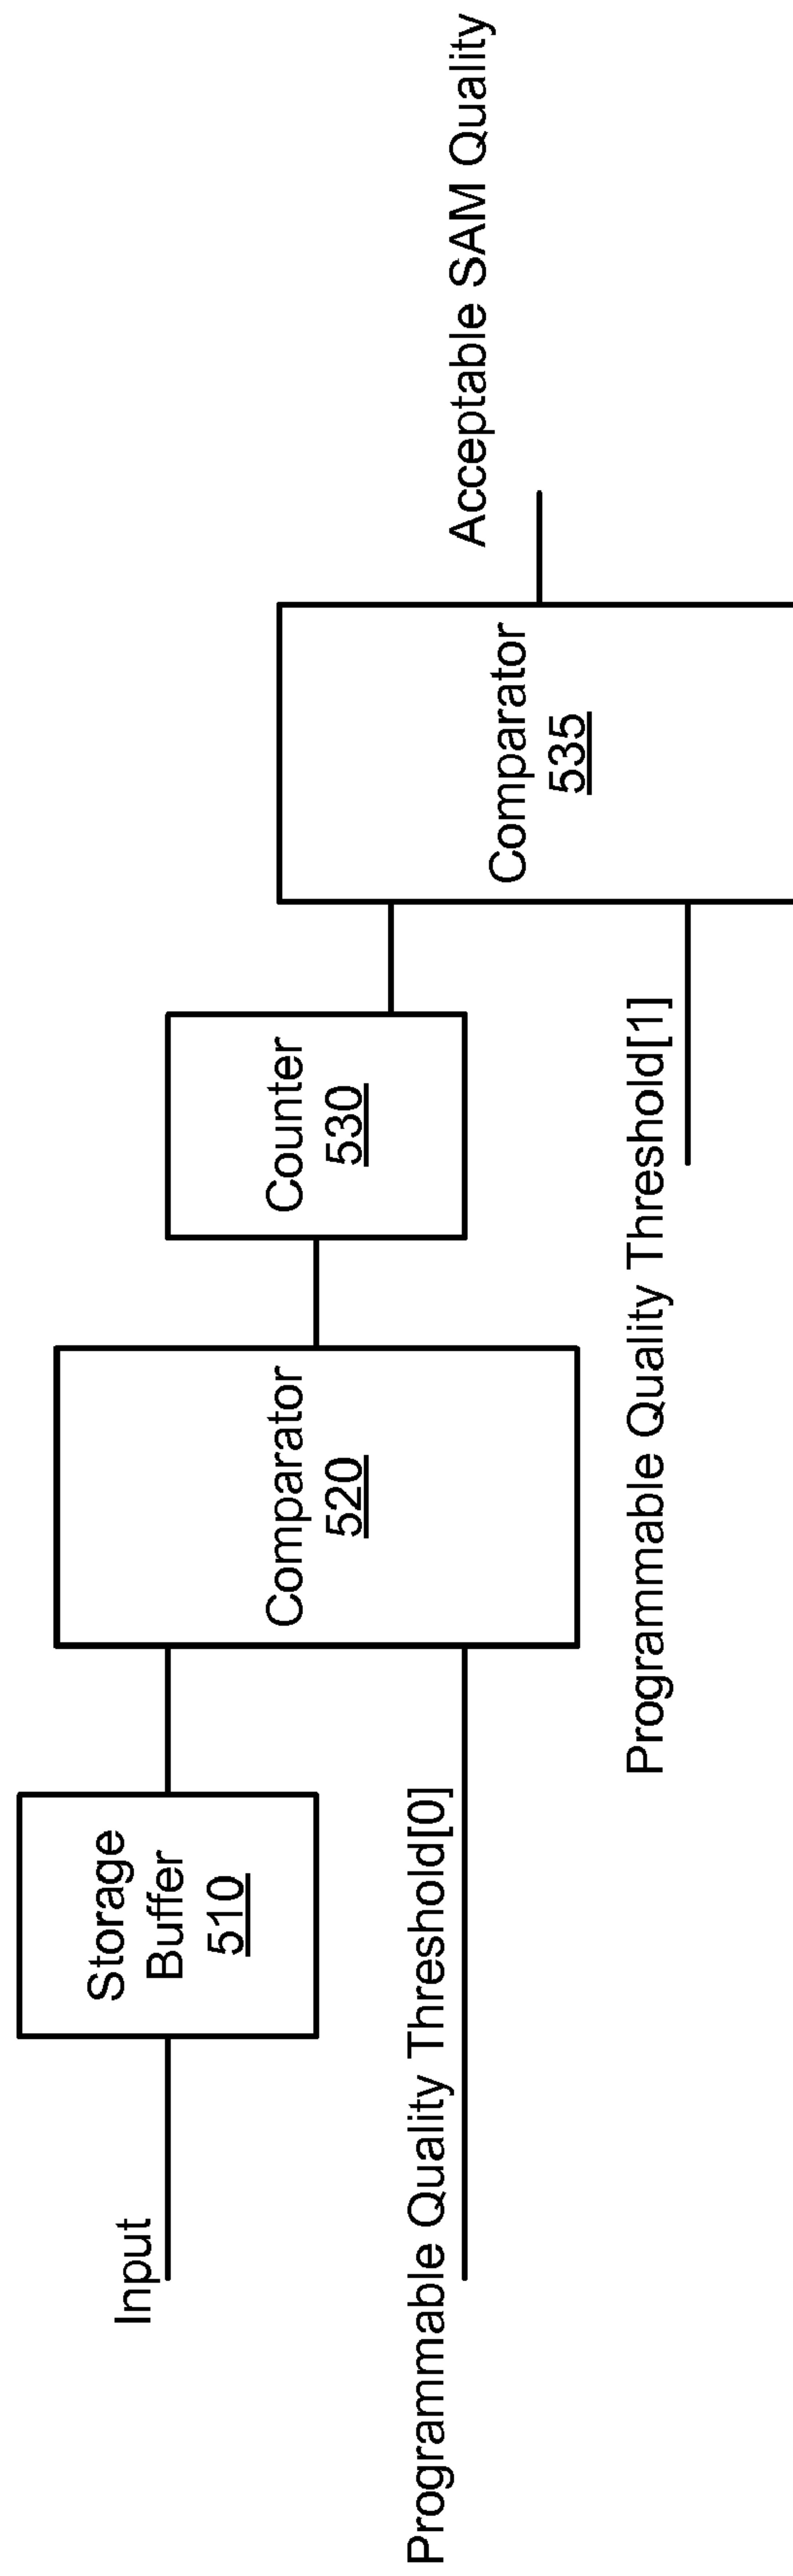 Input
Storage
Buffer
510
Programmable Quality Threshold[0]
Comparator
520
Counter
530
Programmable Quality Threshold[1]
Comparator
535
Acceptable SAM Quality